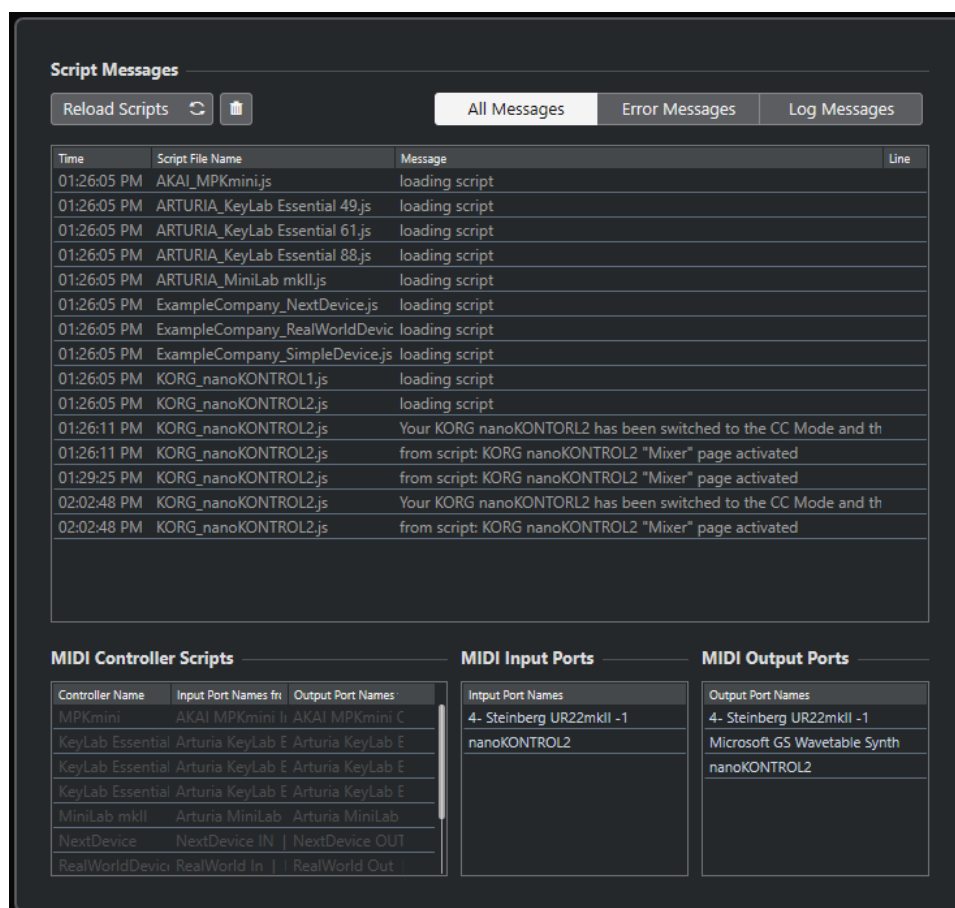 Script Messages
Reload Scripts
All Messages Error Messages Log Messages
Time Script File Name Message Line
01:26:05 PM AKAI_MPKmini.js loading script
01:26:05 PM ARTURIA_KeyLab Essential 49.js loading script
01:26:05 PM ARTURIA_KeyLab Essential 61.js loading script
01:26:05 PM ARTURIA_KeyLab Essential 88.js loading script
01:26:05 PM ARTURIA_MiniLab mkII.js loading script
01:26:05 PM ExampleCompany_NextDevice.js loading script
01:26:05 PM ExampleCompany_RealWorldDevic loading script
01:26:05 PM ExampleCompany_SimpleDevice.js loading script
01:26:05 PM KORG_nanoKONTROL1.js loading script
01:26:05 PM KORG_nanoKONTROL2.js loading script
01:26:11 PM KORG_nanoKONTROL2.js Your KORG nanoKONTORL2 has been switched to the CC Mode and th
01:26:11 PM KORG_nanoKONTROL2.js from script: KORG nanoKONTROL2 "Mixer" page activated
01:29:25 PM KORG_nanoKONTROL2.js from script: KORG nanoKONTROL2 "Mixer" page activated
02:02:48 PM KORG_nanoKONTROL2.js Your KORG nanoKONTORL2 has been switched to the CC Mode and th
02:02:48 PM KORG_nanoKONTROL2.js from script: KORG nanoKONTROL2 "Mixer" page activated
MIDI Controller Scripts
Controller Name Input Port Names fr Output Port Names
MPKmini AKAI MPKmini I AKAI MPKmini
KeyLab Essential Arturia KeyLab E Arturia KeyLab E
KeyLab Essential Arturia KeyLab E Arturia KeyLab E
KeyLab Essential Arturia KeyLab E Arturia KeyLab E
MiniLab mkII Arturia MiniLab Arturia MiniLab
NextDevice NextDevice IN | NextDevice OUT
RealWorldDevic RealWorld In | RealWorld Out
MIDI Input Ports
Intput Port Names
4- Steinberg UR22mkII -1
nanoKONTROL2
MIDI Output Ports
Output Port Names
4- Steinberg UR22mkII -1
Microsoft GS Wavetable Synth
nanoKONTROL2